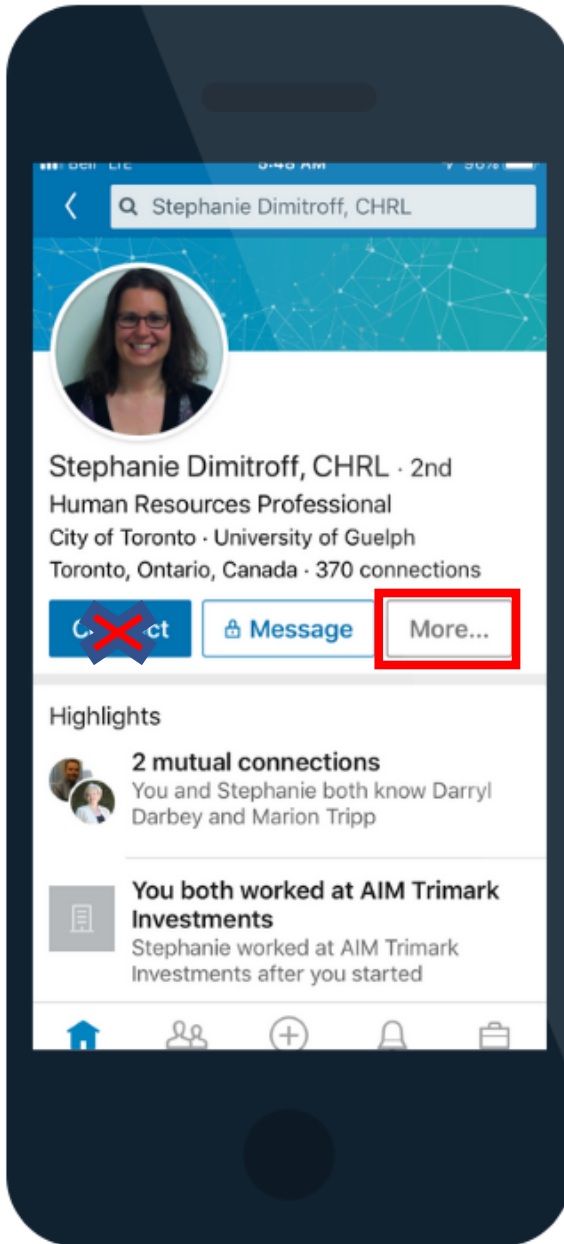 Stephanie Dimitroff, CHRL
Stephanie Dimitroff, CHRL · 2nd
Human Resources Professional
City of Toronto · University of Guelph
Toronto, Ontario, Canada · 370 connections
Message More...
Highlights
2 mutual connections
You and Stephanie both know Darryl
Darbey and Marion Tripp
You both worked at AIM Trimark
Investments
Stephanie worked at AIM Trimark
Investments after you started